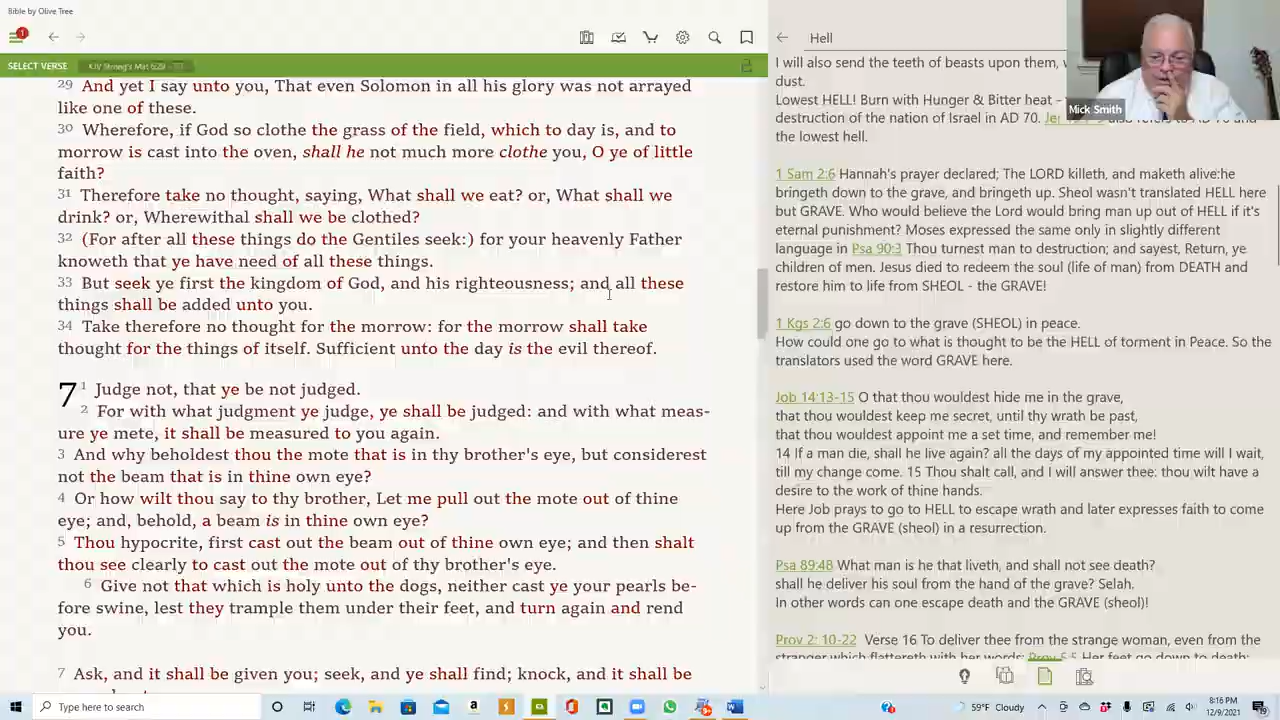 Bible by Olive Tree
1
SELECT VERSE
KJV Strong's Mat 6:29
29 And yet I say unto you, That even Solomon in all his glory was not arrayed
like one of these.
30 Wherefore, if God so clothe the grass of the field, which to day is, and to
morrow is cast into the oven, shall he not much more clothe you, O ye of little
faith?
31 Therefore take no thought, saying, What shall we eat? or, What shall we
drink? or, Wherewithal shall we be clothed?
32 (For after all these things do the Gentiles seek:) for your heavenly Father
knoweth that ye have need of all these things.
33 But seek ye first the kingdom of God, and his righteousness; and all these
things shall be added unto you.
34 Take therefore no thought for the morrow: for the morrow shall take
thought for the things of itself. Sufficient unto the day is the evil thereof.
7 1 Judge not, that ye be not judged.
2 For with what judgment ye judge, ye shall be judged: and with what meas-
ure ye mete, it shall be measured to you again.
3 And why beholdest thou the mote that is in thy brother's eye, but considerest
not the beam that is in thine own eye?
4 Or how wilt thou say to thy brother, Let me pull out the mote out of thine
eye; and, behold, a beam is in thine own eye?
5 Thou hypocrite, first cast out the beam out of thine own eye; and then shalt
thou see clearly to cast out the mote out of thy brother's eye.
6 Give not that which is holy unto the dogs, neither cast ye your pearls be-
fore swine, lest they trample them under their feet, and turn again and rend
you.
7 Ask, and it shall be given you; seek, and ye shall find; knock, and it shall be
Hell
I will also send the teeth of beasts upon them,
dust.
Lowest HELL! Burn with Hunger & Bitter heat -
destruction of the nation of Israel in AD 70. also refers to AD 70 and
the lowest hell.
1 Sam 2:6 Hannah's prayer declared; The LORD killeth, and maketh alive:he
bringeth down to the grave, and bringeth up. Sheol wasn't translated HELL here
but GRAVE. Who would believe the Lord would bring man up out of HELL if it's
eternal punishment? Moses expressed the same only in slightly different
language in Psa 90:3 Thou turnest man to destruction; and sayest, Return, ye
children of men. Jesus died to redeem the soul (life of man) from DEATH and
restore him to life from SHEOL - the GRAVE!
1 Kgs 2:6 go down to the grave (SHEOL) in peace.
How could one go to what is thought to be the HELL of torment in Peace. So the
translators used the word GRAVE here.
Job 14:13-15 O that thou wouldest hide me in the grave,
that thou wouldest keep me secret, until thy wrath be past,
that thou wouldest appoint me a set time, and remember me!
14 If a man die, shall he live again? all the days of my appointed time will I wait,
till my change come. 15 Thou shalt call, and I will answer thee: thou wilt have a
desire to the work of thine hands.
Here Job prays to go to HELL to escape wrath and later expresses faith to come
up from the GRAVE (sheol) in a resurrection.
Psa 89:48 What man is he that liveth, and shall not see death?
shall he deliver his soul from the hand of the grave? Selah.
In other words can one escape death and the GRAVE (sheol)!
Prov 2: 10-22 Verse 16 To deliver thee from the strange woman, even from the
stranger which flattereth with her words; Prov 5:5 Her feet go down to death;
Mick Smith
Type here to search
59°F Cloudy
8:16 PM
12/9/2021
19